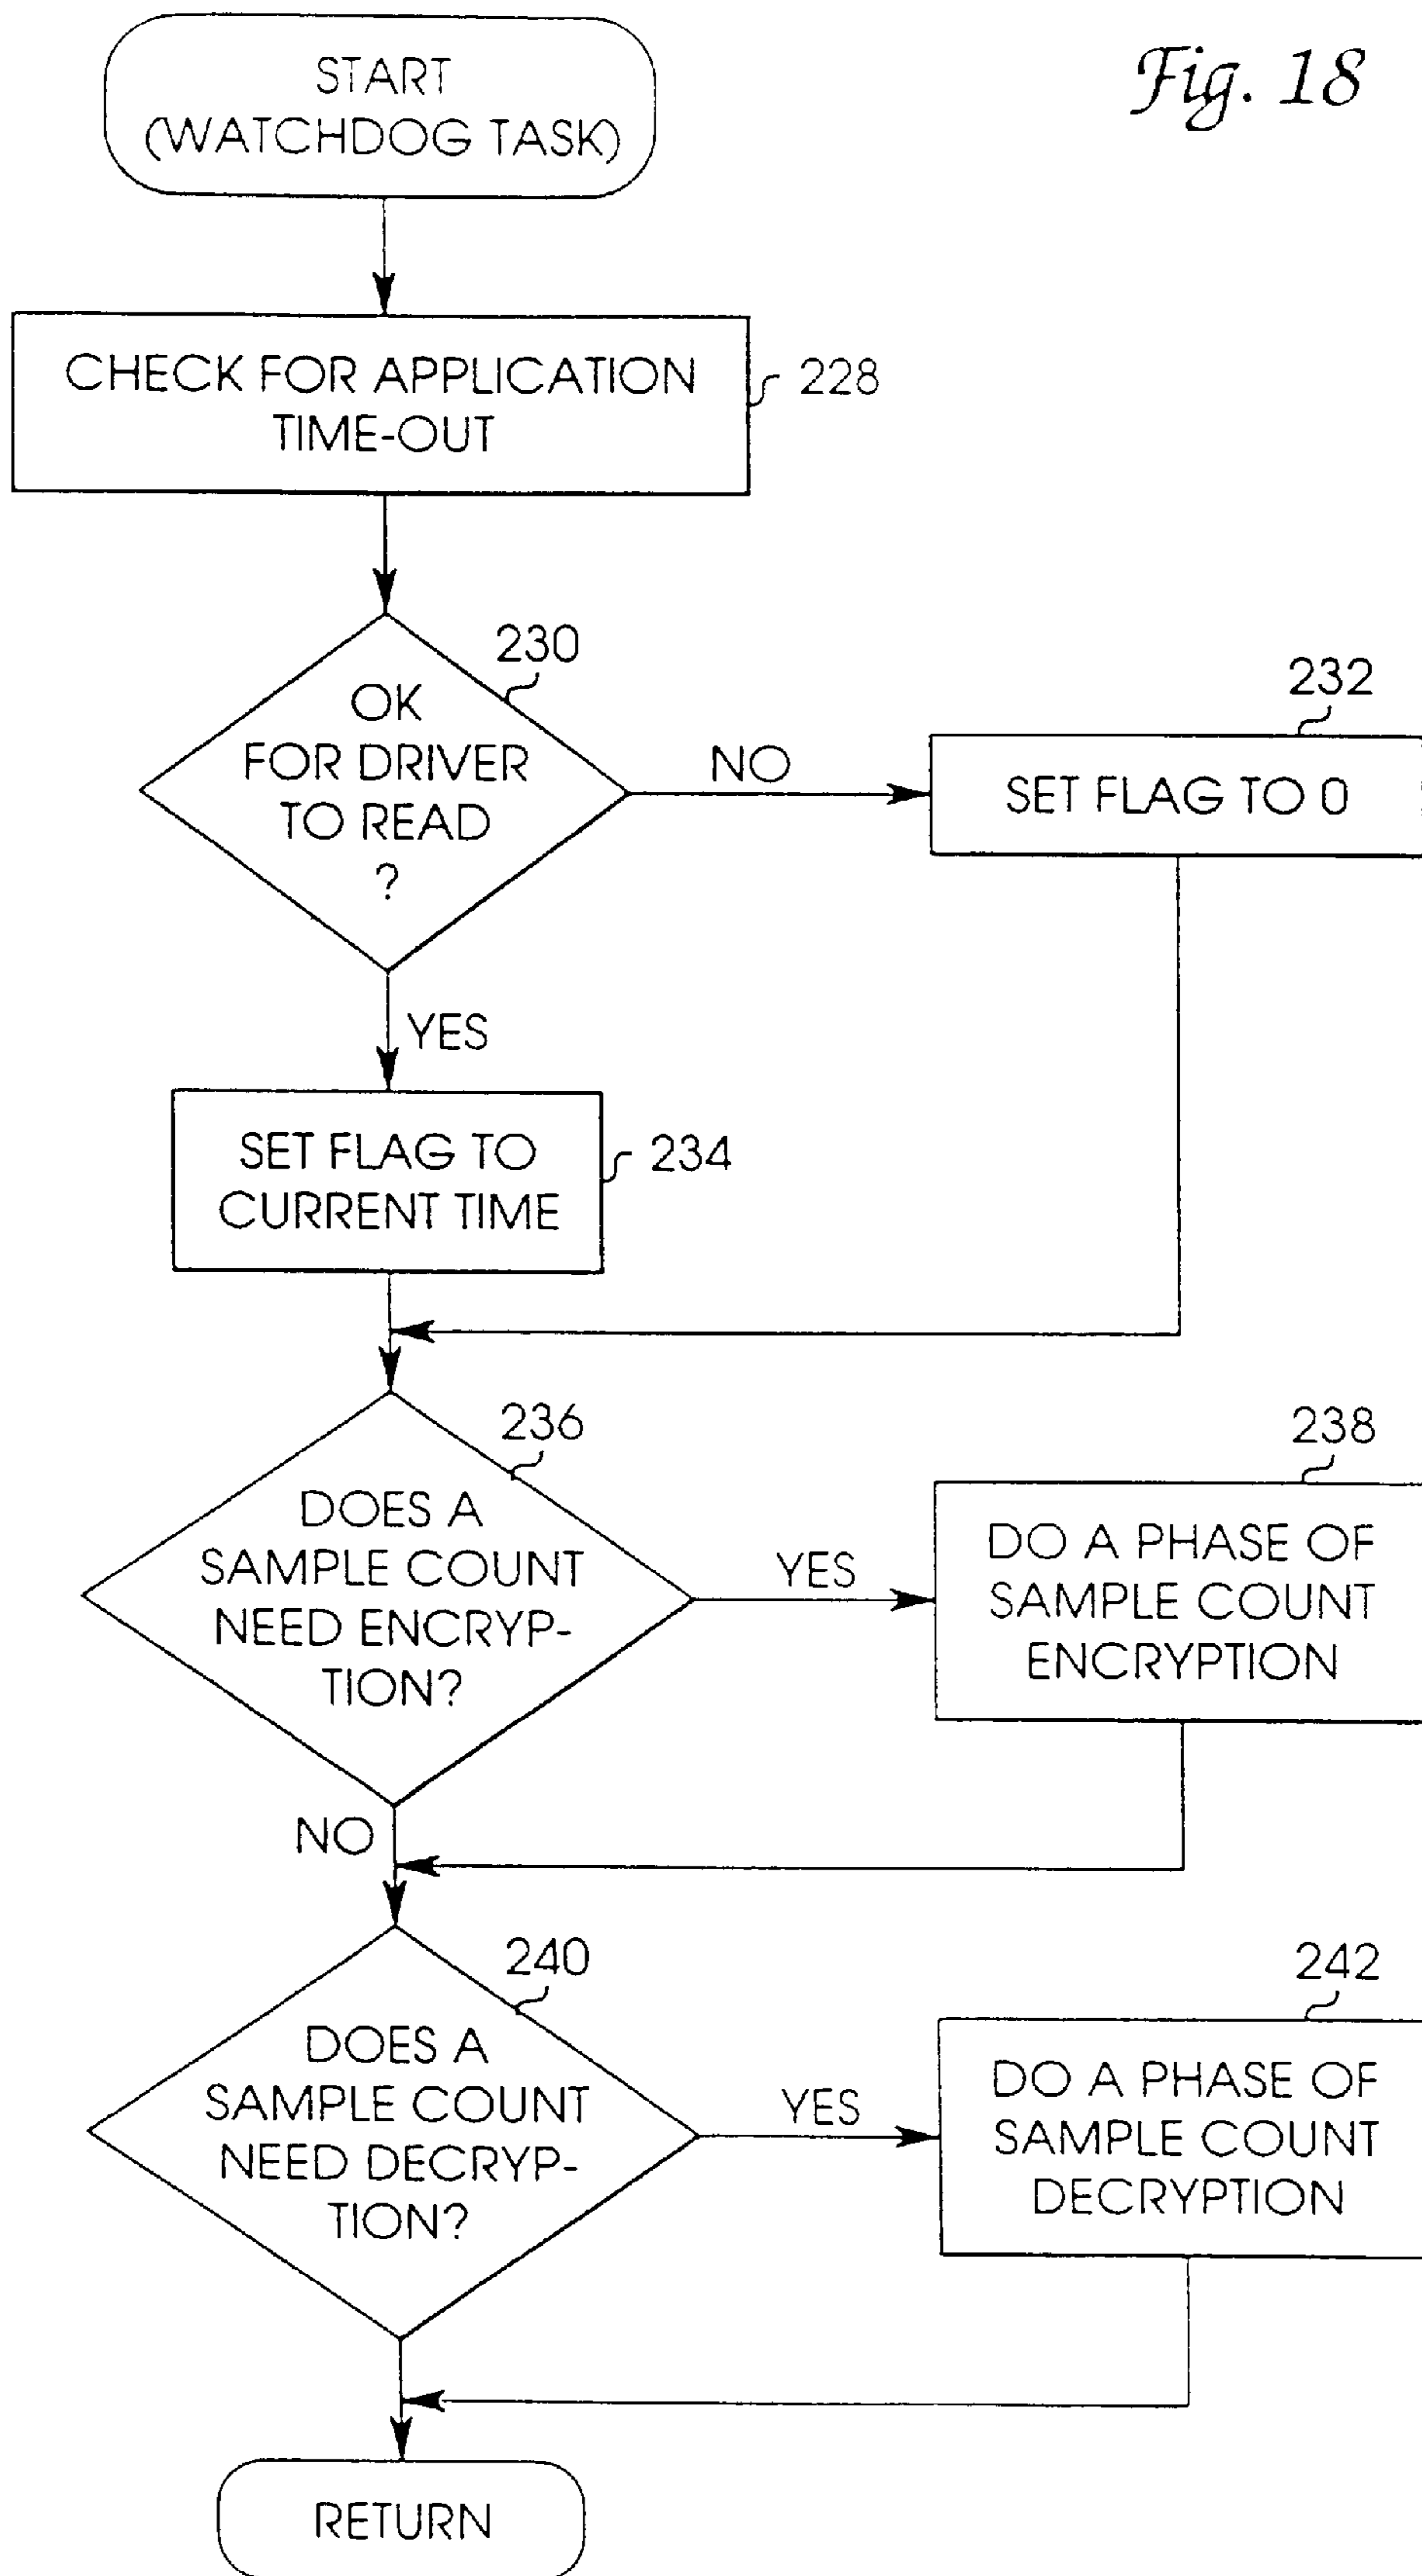 Fig. 18
START
(WATCHDOG TASK)
CHECK FOR APPLICATION
TIME-OUT
228
230
OK
FOR DRIVER
TO READ
?
NO
232
SET FLAG TO 0
YES
SET FLAG TO
CURRENT TIME
234
236
DOES A
SAMPLE COUNT
NEED ENCRYP-
TION?
YES
238
DO A PHASE OF
SAMPLE COUNT
ENCRYPTION
NO
240
DOES A
SAMPLE COUNT
NEED DECRYP-
TION?
YES
242
DO A PHASE OF
SAMPLE COUNT
DECRYPTION
RETURN